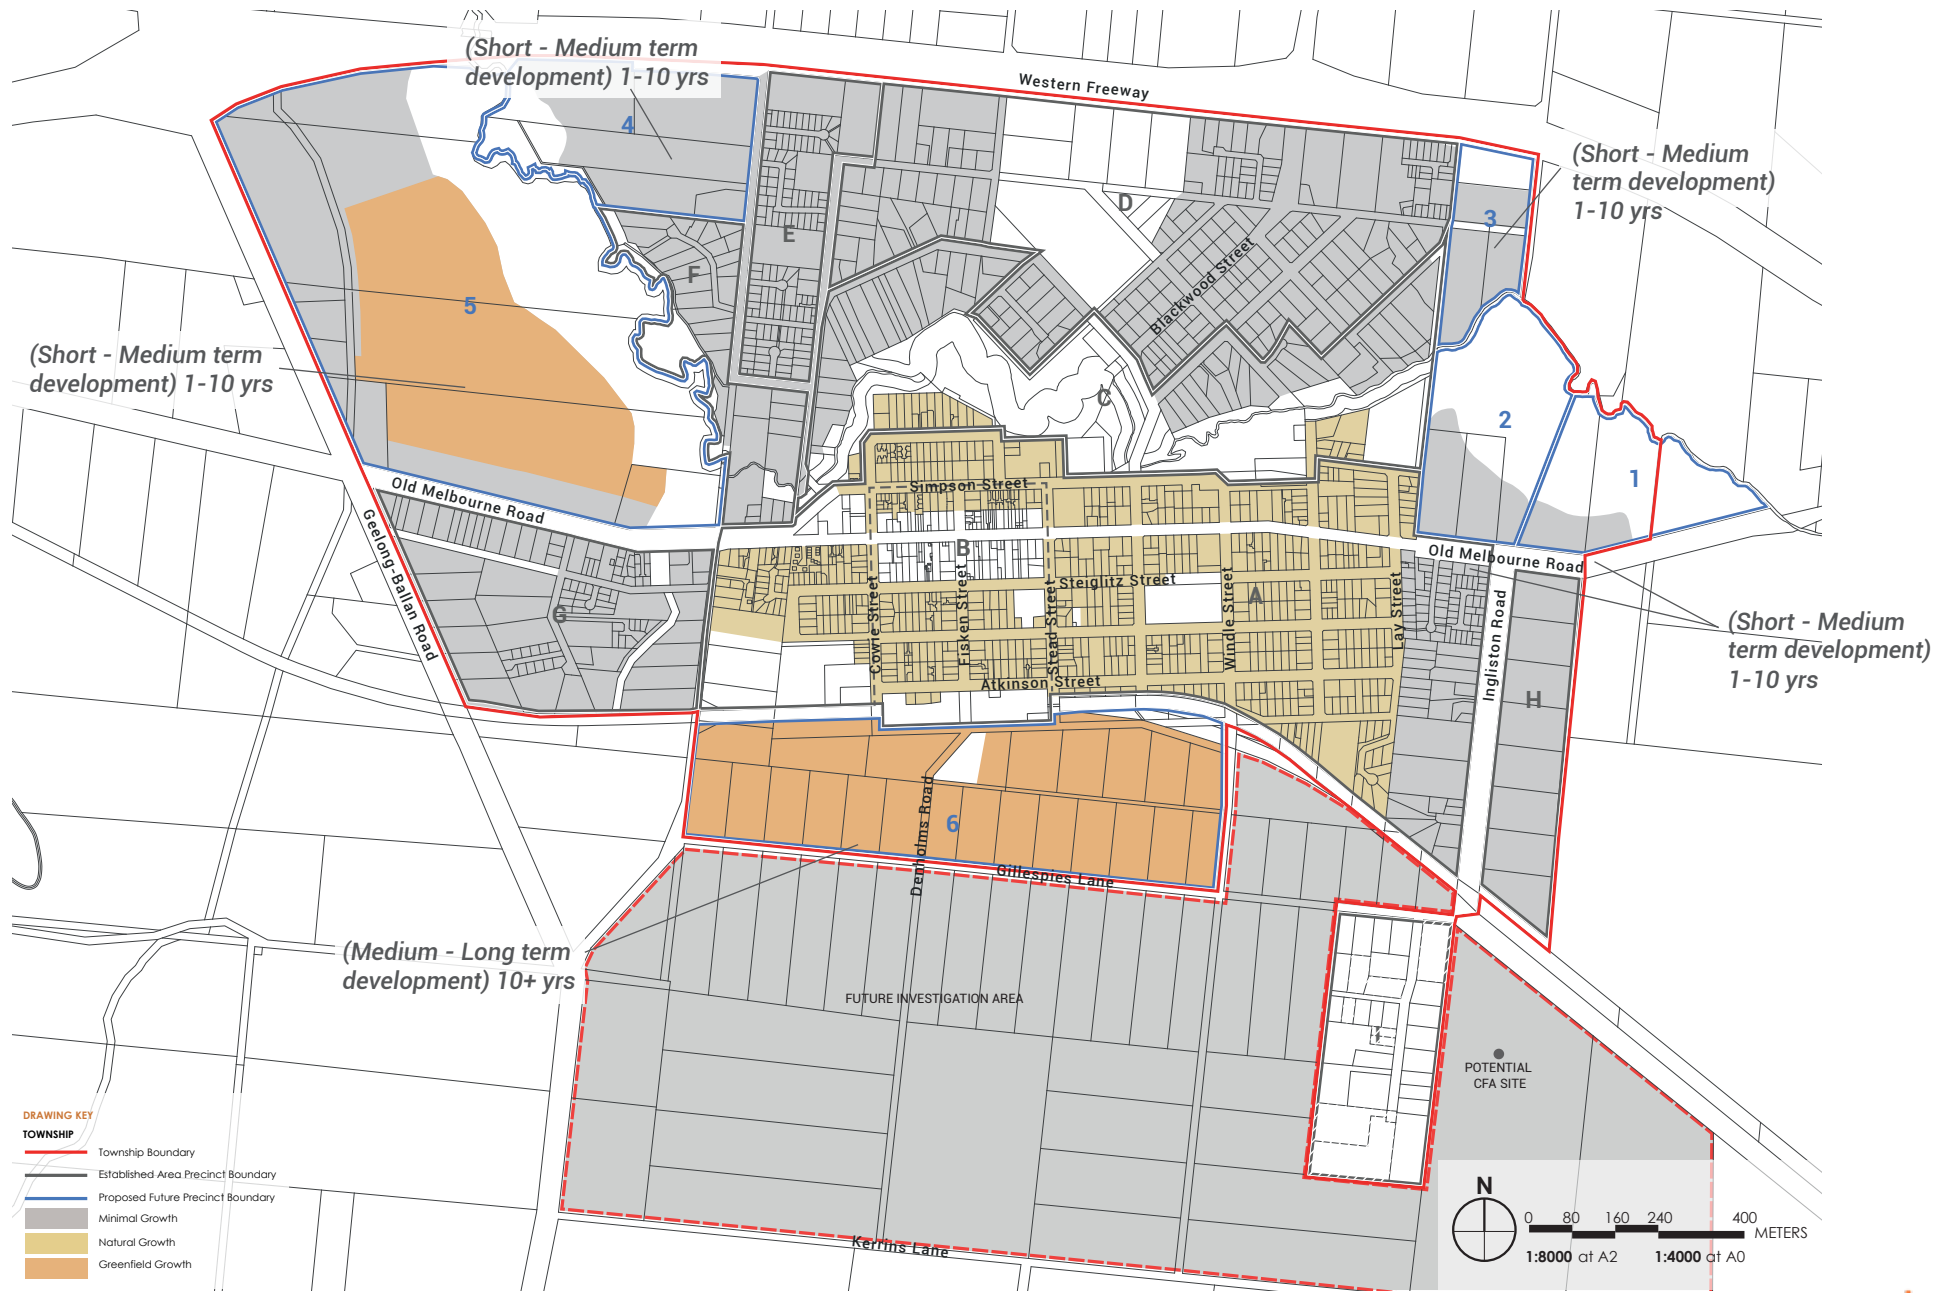 (Short - Medium term
development) 1-10 yrs
Western Freeway
(Short - Medium
term development)
1-10 yrs
4
D
3
E
F
Blackwood Street
5
(Short - Medium term
development) 1-10 yrs
C
2
1
Simpson Street
Old Melbourne Road
Geelong-Ballan Road
B
Old Melbourne Road
Steiglitz Street
A
G
Cowie Street
Fisken Street
Stead Street
Windle Street
Lay Street
Ingliston Road
(Short - Medium
term development)
1-10 yrs
Atkinson Street
H
Denholms Road
6
Gillespies Lane
(Medium - Long term
development) 10+ yrs
FUTURE INVESTIGATION AREA
POTENTIAL
CFA SITE
Kerrins Lane
DRAWING KEY
TOWNSHIP
Township Boundary
Established Area Precinct Boundary
Proposed Future Precinct Boundary
Minimal Growth
Natural Growth
Greenfield Growth
N
0 80 160 240 400
METERS
1:8000 at A2 1:4000 at A0